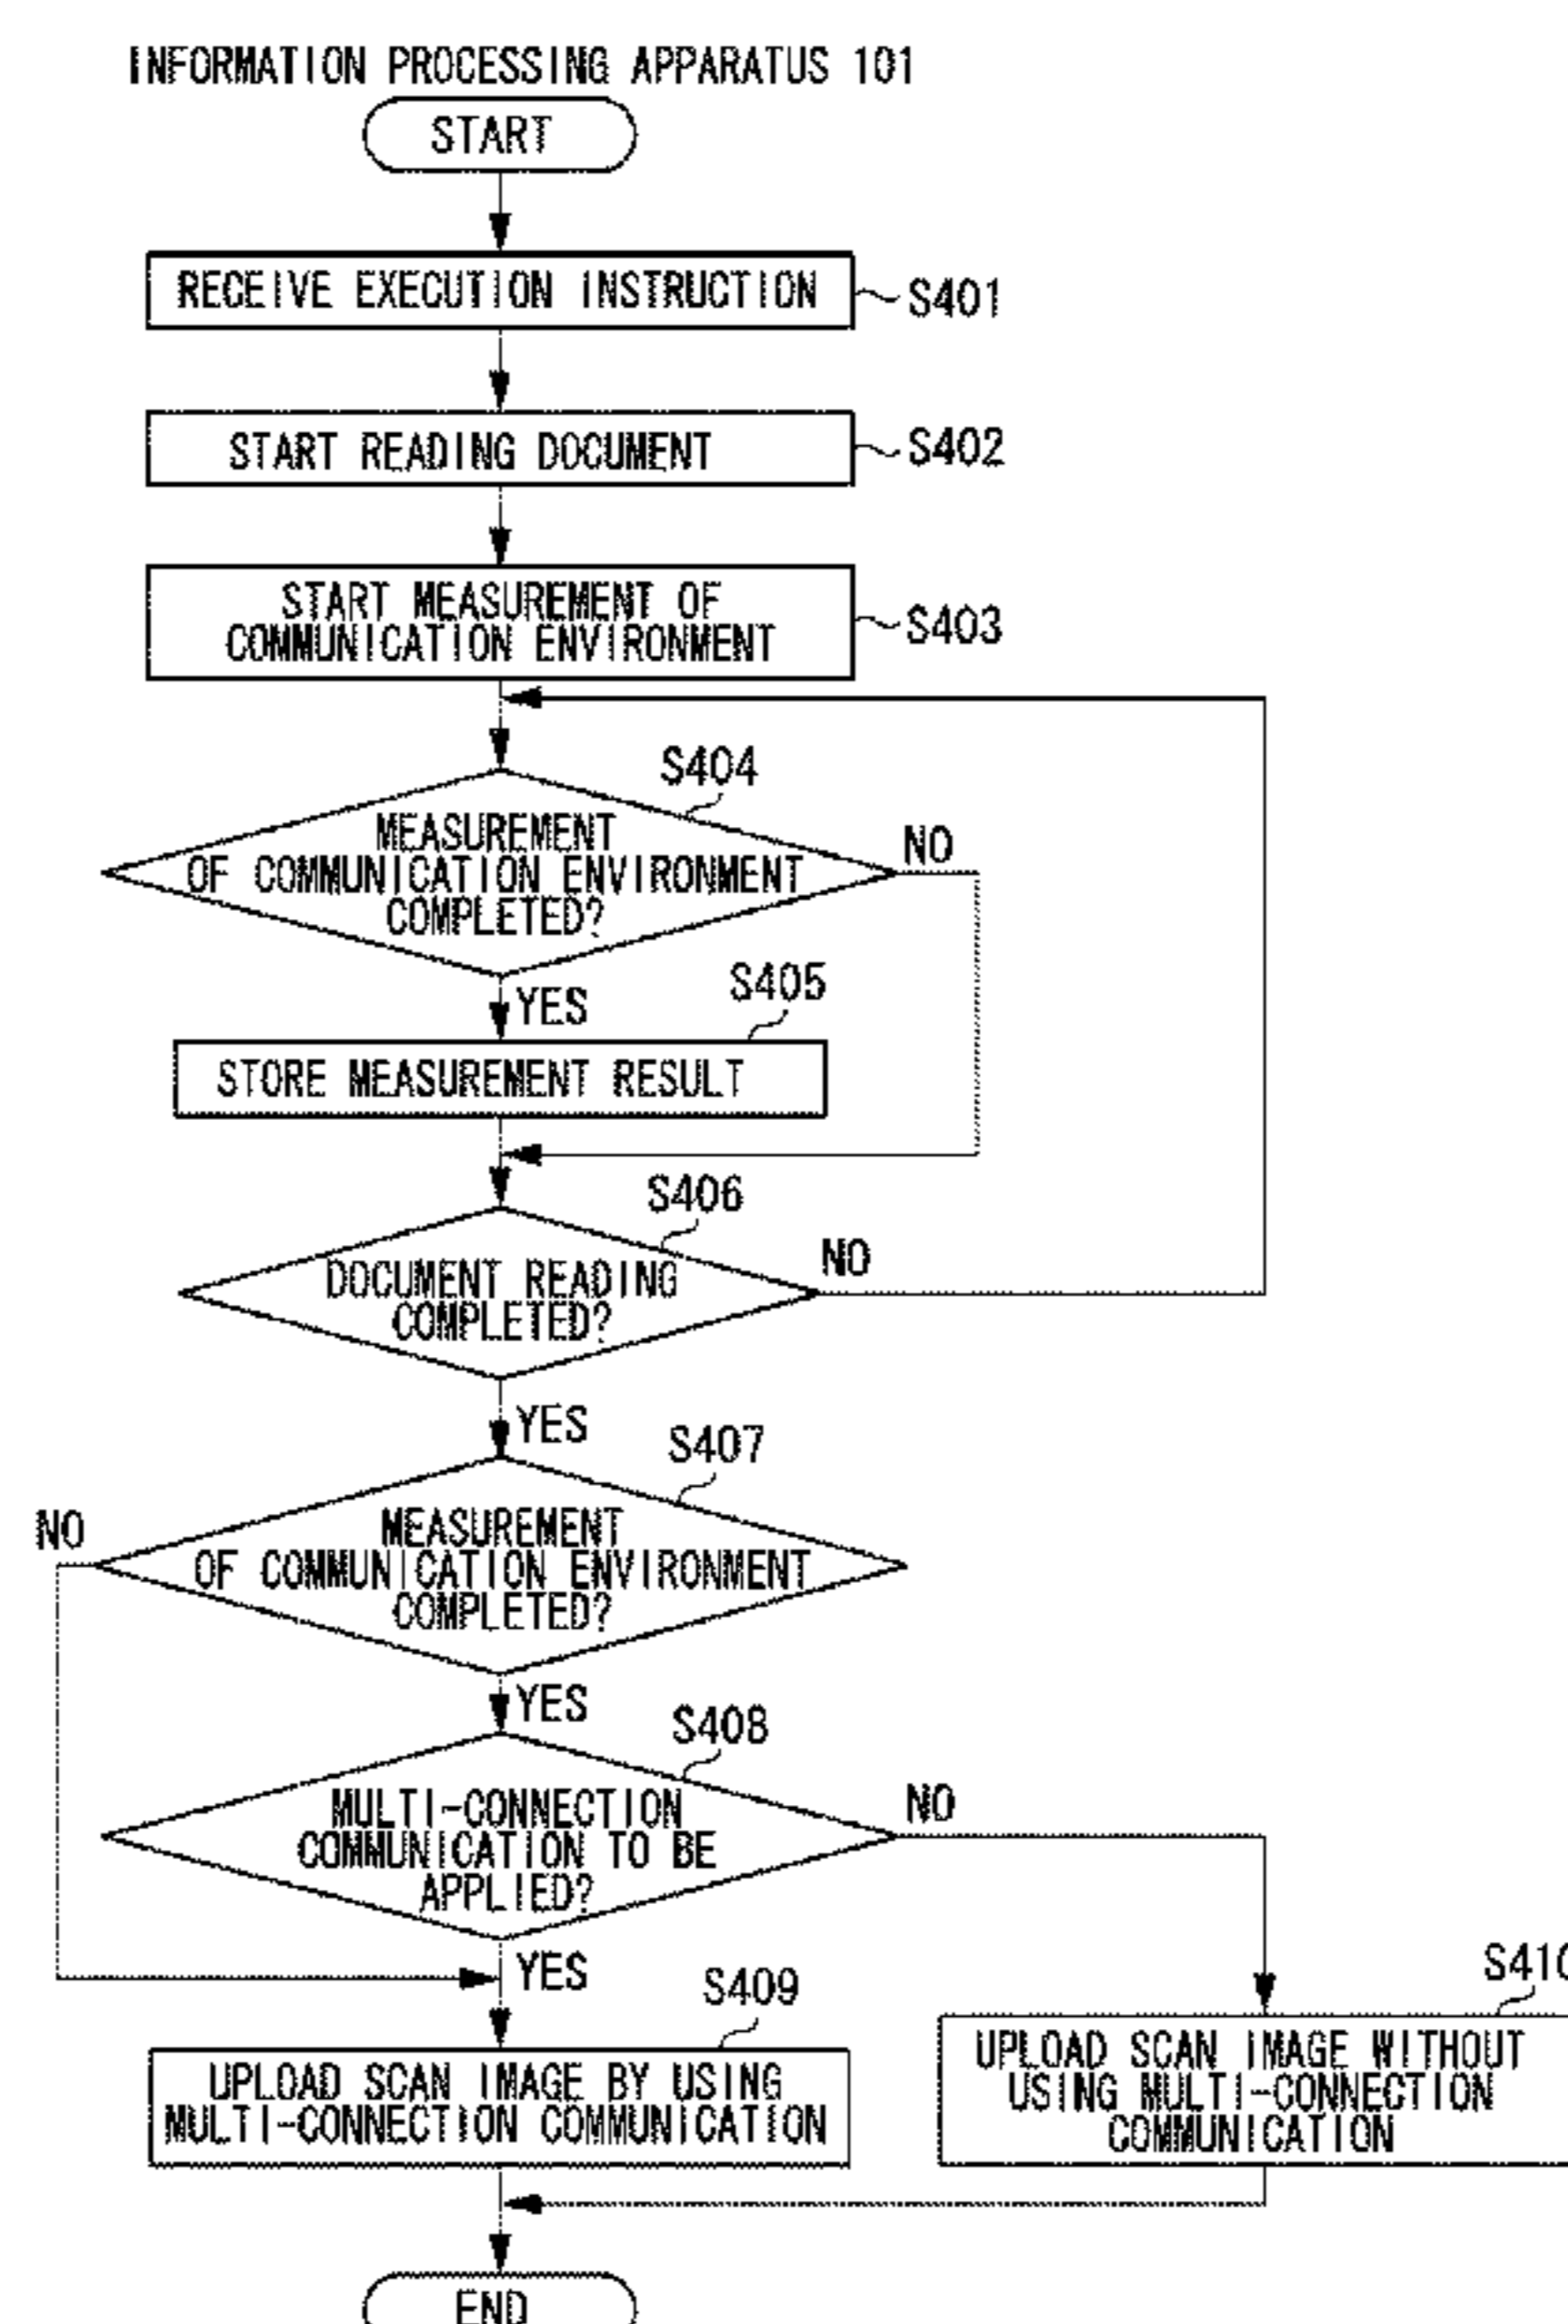 INFORMATION PROCESSING APPARATUS 101
START
RECEIVE EXECUTION INSTRUCTION
S401
START READING DOCUMENT
S402
START MEASUREMENT OF
COMMUNICATION ENVIRONMENT
S403
S404
MEASUREMENT
OF COMMUNICATION ENVIRONMENT
COMPLETED?
NO
YES
S405
STORE MEASUREMENT RESULT
S406
DOCUMENT READING
COMPLETED?
NO
YES
S407
MEASUREMENT
OF COMMUNICATION ENVIRONMENT
COMPLETED?
NO
YES
S408
MULTI-CONNECTION
COMMUNICATION TO BE
APPLIED?
NO
YES
S409
UPLOAD SCAN IMAGE BY USING
MULTI-CONNECTION COMMUNICATION
S410
UPLOAD SCAN IMAGE WITHOUT
USING MULTI-CONNECTION
COMMUNICATION
END